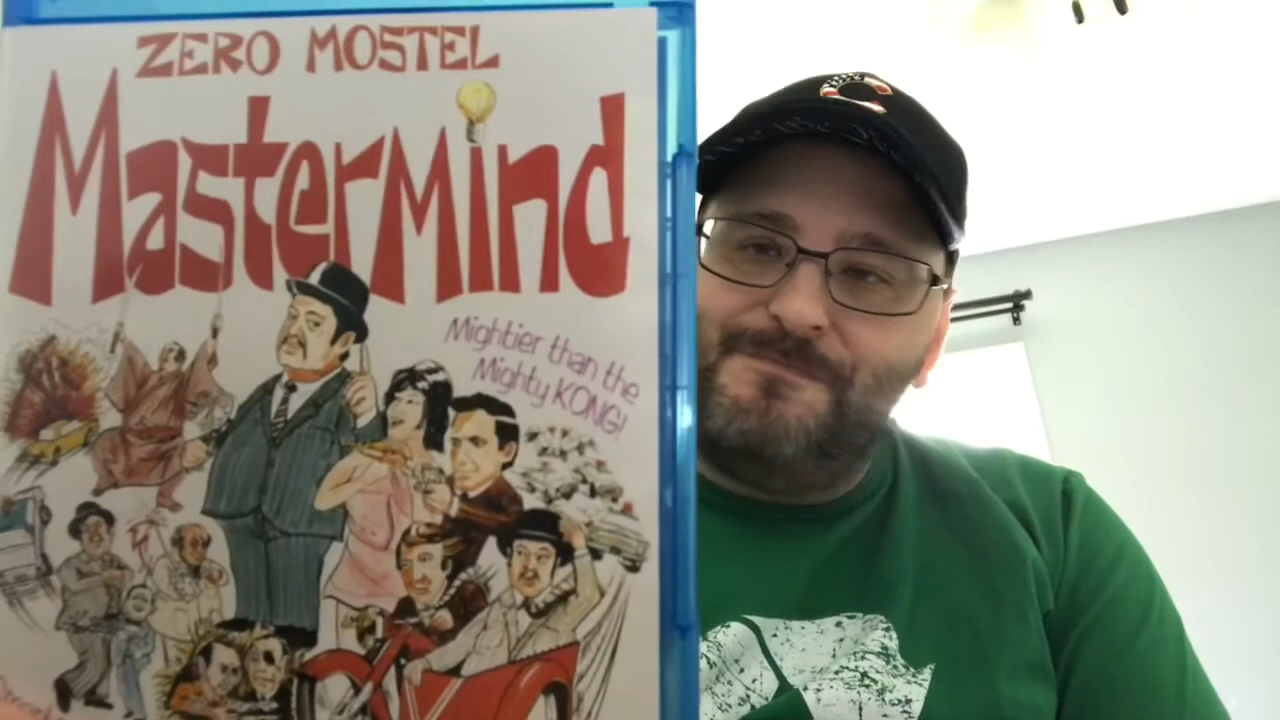 ZERO MOSTEL
Mastermind
Mightier than the
Mighty KONG!
C